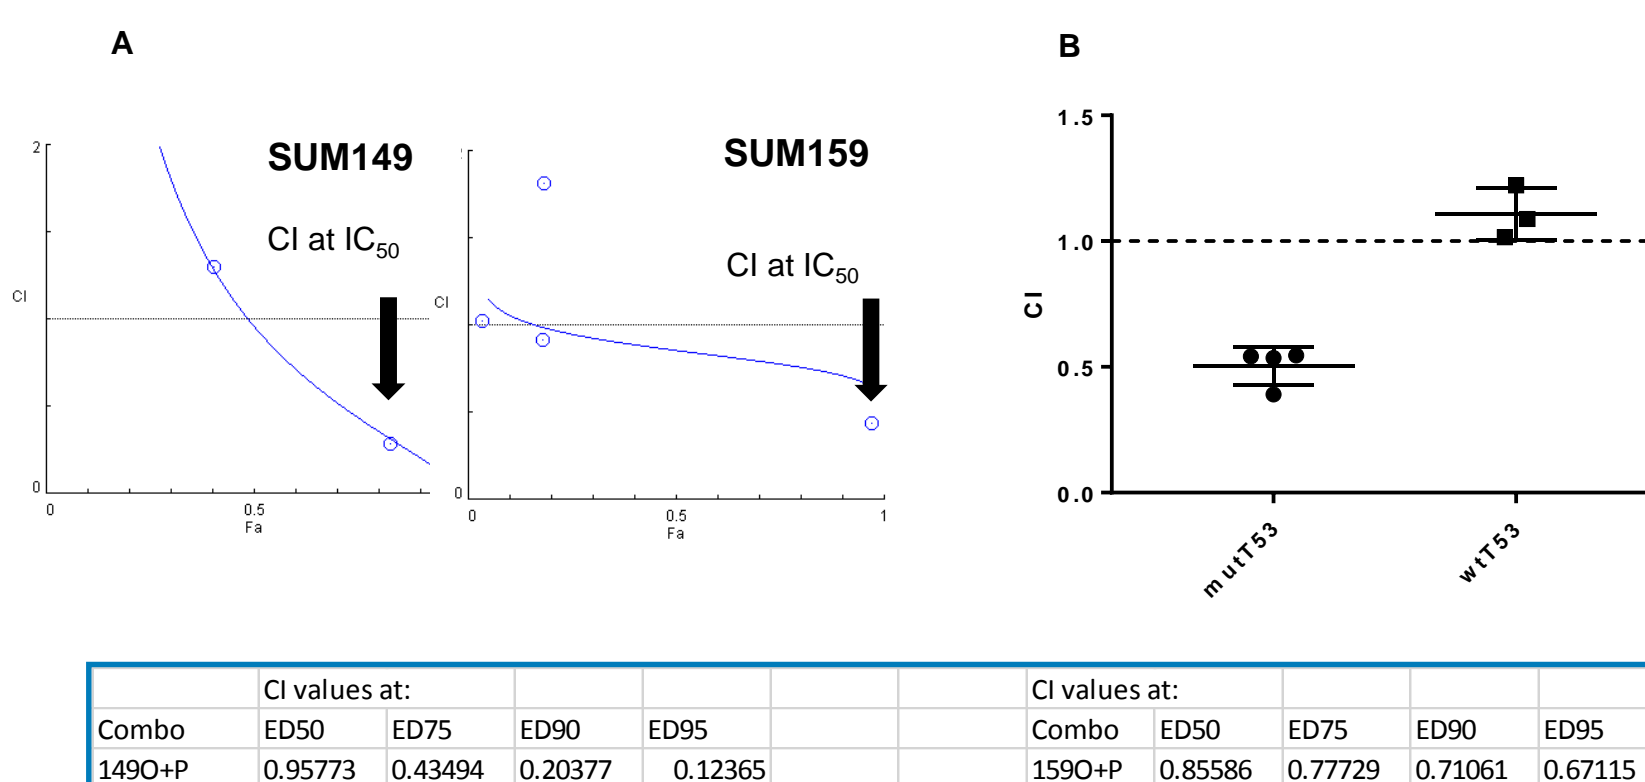 A
B
SUM149
CI at IC50
2
CI
0
0
0.5
Fa
SUM159
CI at IC50
CI
0
0
0.5
1
Fa
1.5
1.0
0.5
0.0
CI
mutT53
wtT53
CI values at:
CI values at:
Combo ED50 ED75 ED90 ED95
Combo ED50 ED75 ED90 ED95
149O+P 0.95773 0.43494 0.20377 0.12365
159O+P 0.85586 0.77729 0.71061 0.67115